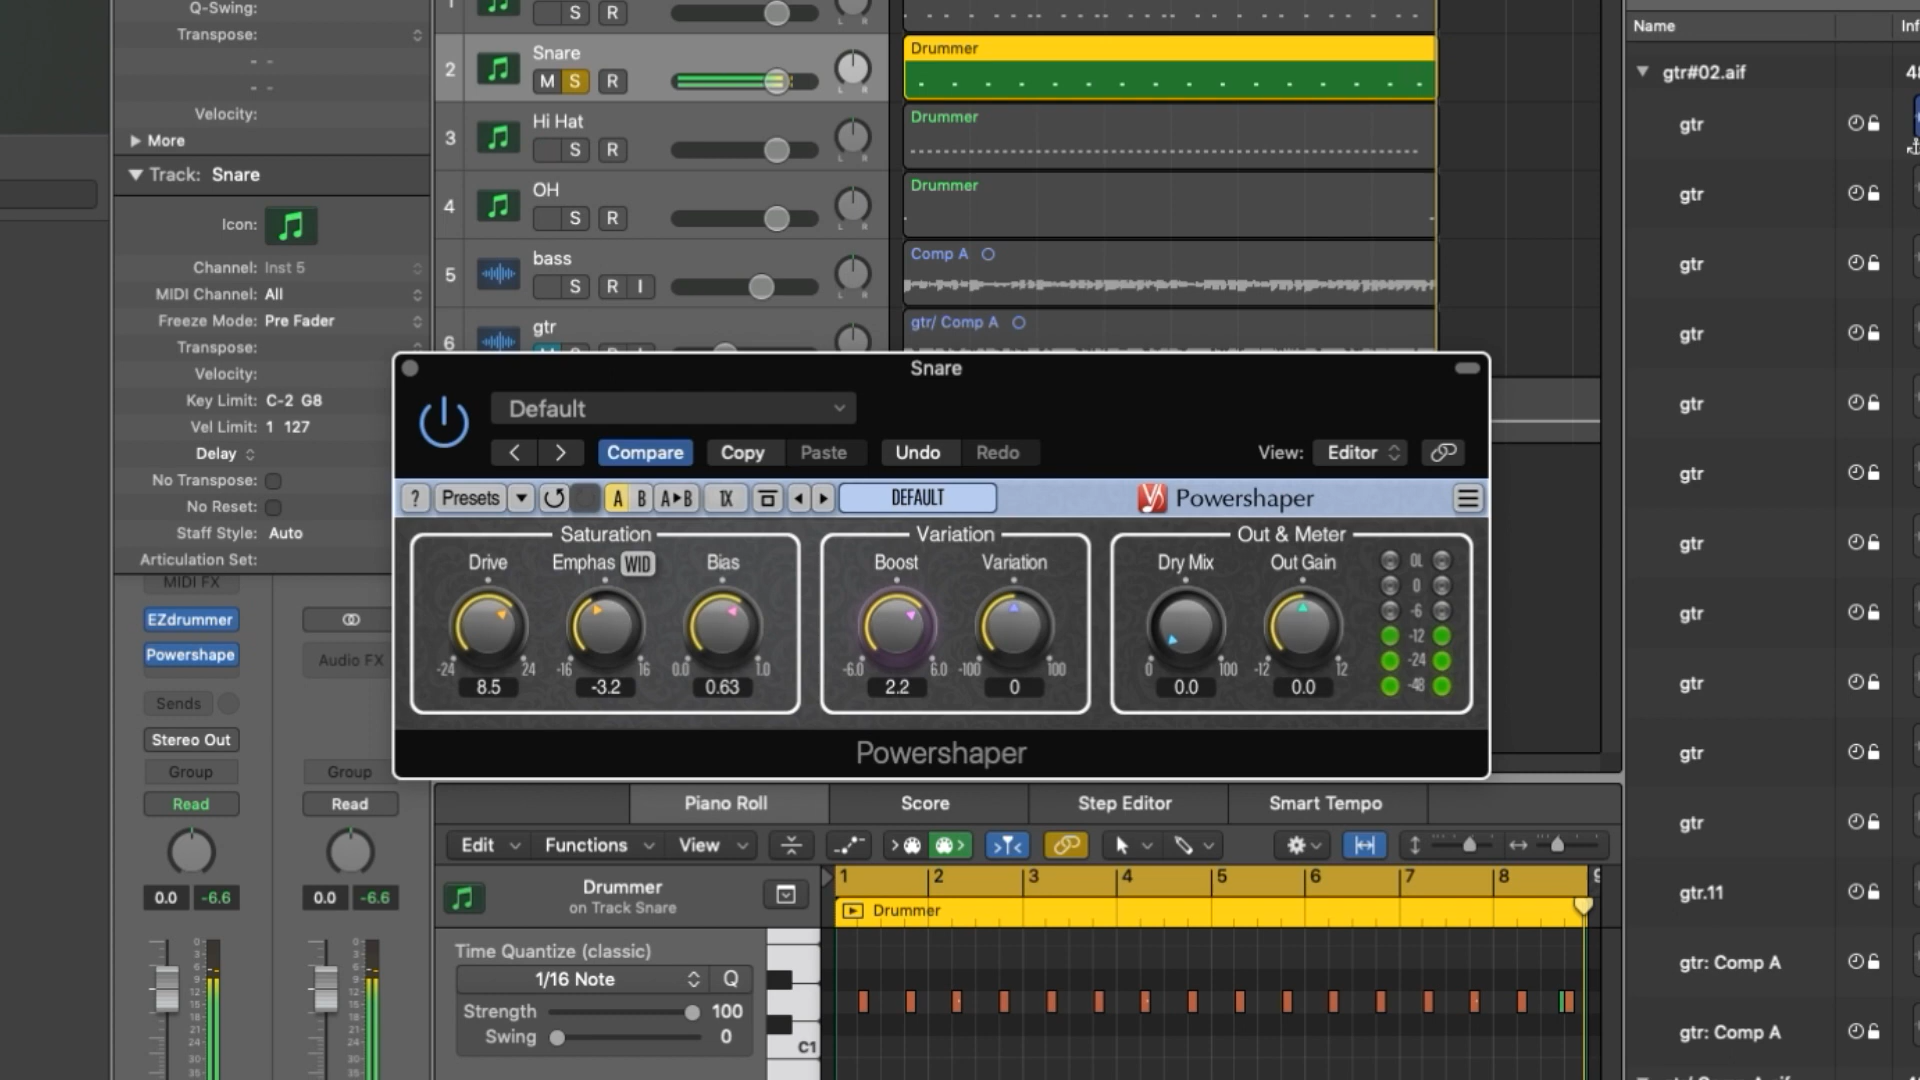 Q-Swing:
Transpose:
Velocity:
More
Track: Snare
Icon:
Channel: Inst 5
MIDI Channel: All
Freeze Mode: Pre Fader
Transpose:
Velocity:
Key Limit: C-2 G8
Vel Limit: 1 127
Delay
No Transpose:
No Reset:
Staff Style: Auto
Articulation Set:
MIDI FX
EZdrummer
Powershape
Audio FX
Sends
Stereo Out
Group
Group
Read
Read
0.0 -6.6
0.0 -6.6
1
S R
2
Snare
M S R
L R
Drummer
3
Hi Hat
S R
L R
Drummer
4
OH
S R
L R
Drummer
5
bass
S R I
L R
Comp A
6
gtr
gtr/ Comp A
Snare
Default
Compare Copy Paste Undo Redo
View: Editor
? Presets A B A►B DEFAULT Powershaper
Saturation Variation Out & Meter
Drive Emphas WID Bias Boost Variation Dry Mix Out Gain
-24 24 -16 16 0.0 1.0 -6.0 6.0 -100 100 0 100 -12 12
8.5 -3.2 0.63 2.2 0 0.0 0.0
OL
0
-6
-12
-24
-48
Powershaper
Piano Roll Score Step Editor Smart Tempo
Edit Functions View
Drummer
on Track Snare
1 2 3 4 5 6 7 8 9
Drummer
Time Quantize (classic)
1/16 Note Q
Strength 100
Swing 0
C1
Name
gtr#02.aif
gtr
gtr
gtr
gtr
gtr
gtr
gtr
gtr
gtr
gtr
gtr
gtr.11
gtr: Comp A
gtr: Comp A